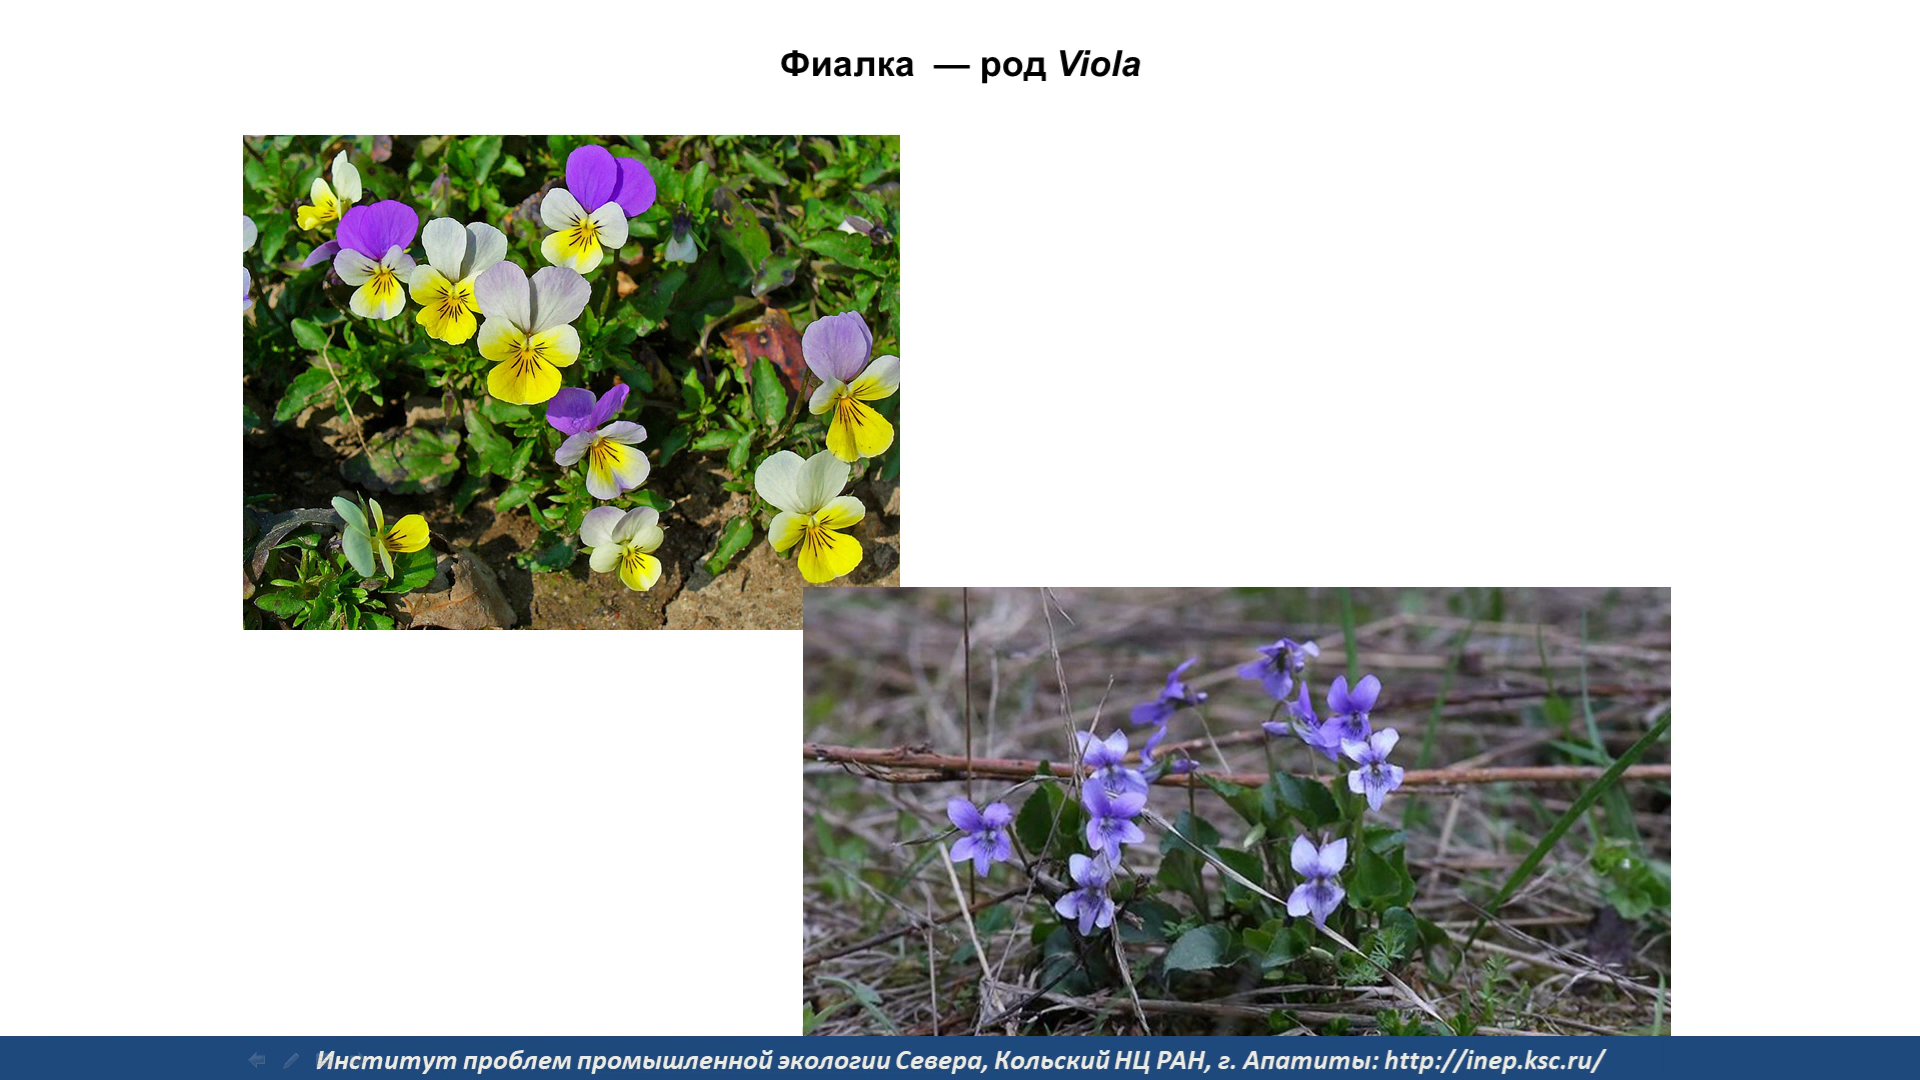 Фиалка — род Viola
Институт проблем промышленной экологии Севера, Кольский НЦ РАН, г. Апатиты: http://inep.ksc.ru/